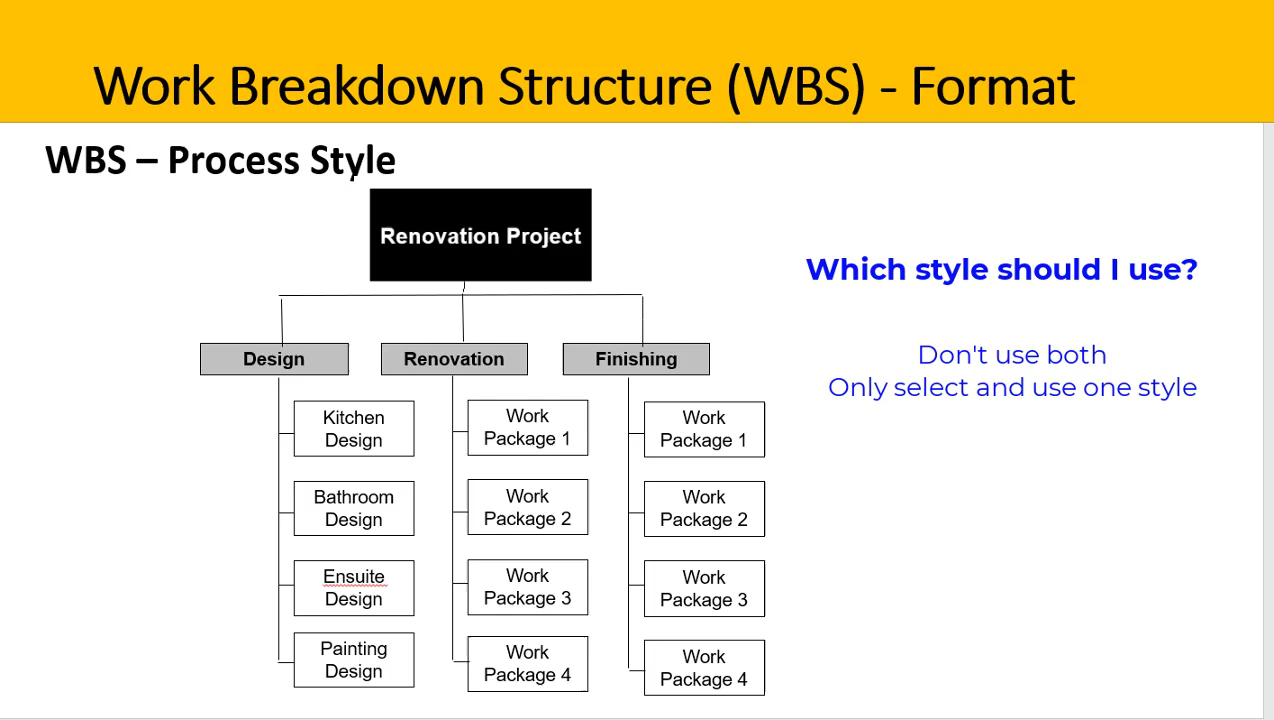 Work Breakdown Structure (WBS) - Format
WBS – Process Style
Renovation Project
Which style should I use?
Don't use both
Only select and use one style
Design
Kitchen
Design
Bathroom
Design
Ensuite
Design
Painting
Design
Renovation
Work
Package 1
Work
Package 2
Work
Package 3
Work
Package 4
Finishing
Work
Package 1
Work
Package 2
Work
Package 3
Work
Package 4